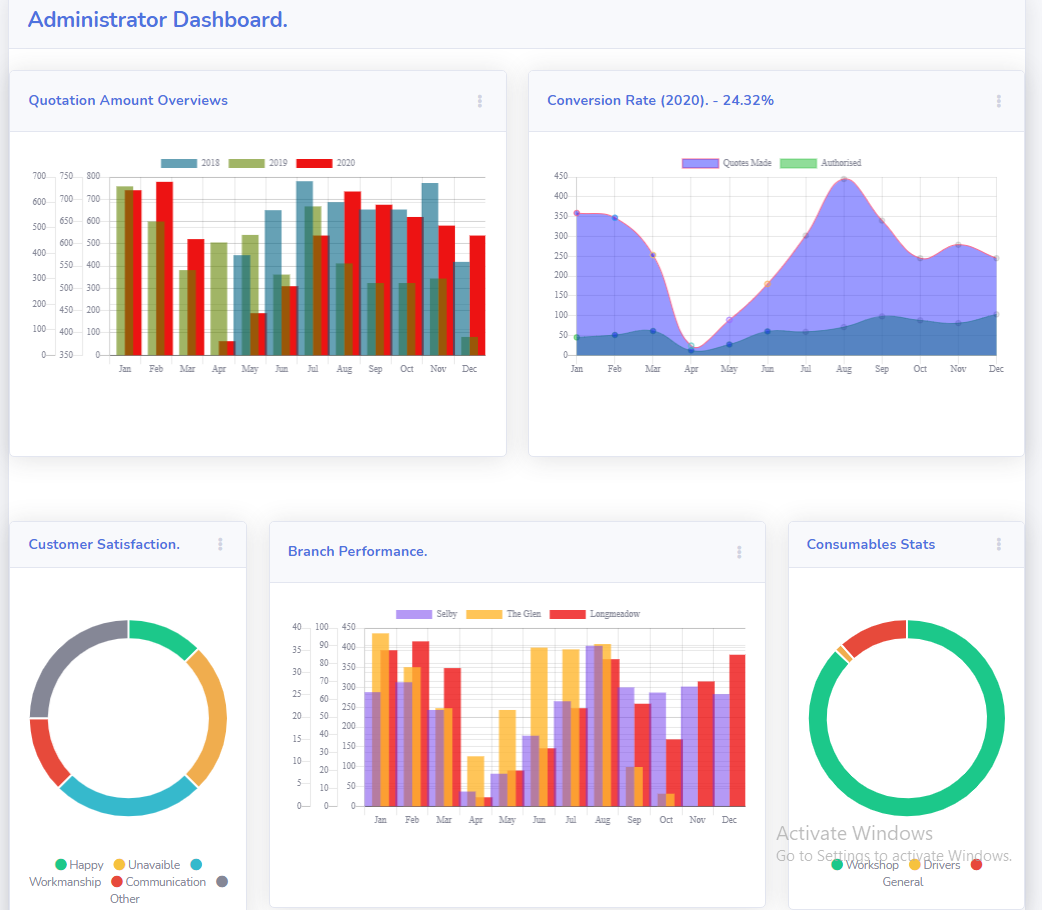 Administrator Dashboard.
Quotation Amount Overviews
2018 2019 2020
700 750 800
600 700 700
500 650 600
400 600 500
300 550 400
200 500 300
100 450 200
0 400 100
350 0
Jan Feb Mar Apr May Jun Jul Aug Sep Oct Nov Dec
Conversion Rate (2020). - 24.32%
Quotes Made Authorised
450
400
350
300
250
200
150
100
50
0
Jan Feb Mar Apr May Jun Jul Aug Sep Oct Nov Dec
Customer Satisfaction.
Happy Unavaible
Workmanship Communication
Other
Branch Performance.
Selby The Glen Longmeadow
40 100 450
35 90 400
30 80 350
25 70 300
20 60 250
15 50 200
10 40 150
5 30 100
0 20 50
10 0
0
Jan Feb Mar Apr May Jun Jul Aug Sep Oct Nov Dec
Consumables Stats
Activate Windows
Go to Settings to activate Windows.
Workshop Drivers
General